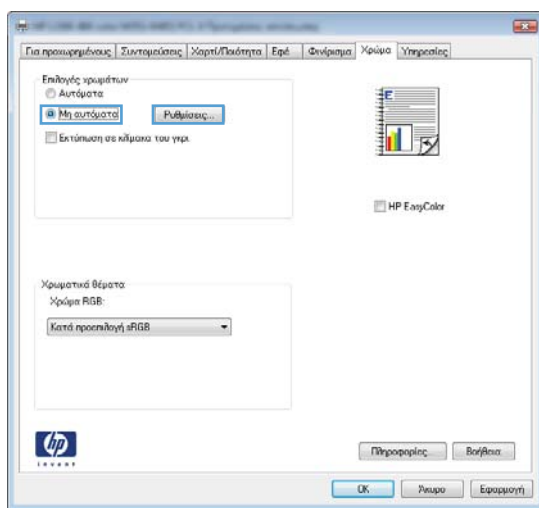 Για προχωρημένους Συντομεύσεις Χαρτί/Ποιότητα Εφέ Φινίρισμα Χρώμα Υπηρεσίες
Επιλογές χρωμάτων
Αυτόματα
Μη αυτόματα Ρυθμίσεις...
Εκτύπωση σε κλίμακα του γκρι
HP EasyColor
Χρωματικά θέματα
Χρώμα RGB:
Κατά προεπιλογή sRGB
hp
invent
Πληροφορίες... Βοήθεια
OK Άκυρο Εφαρμογή